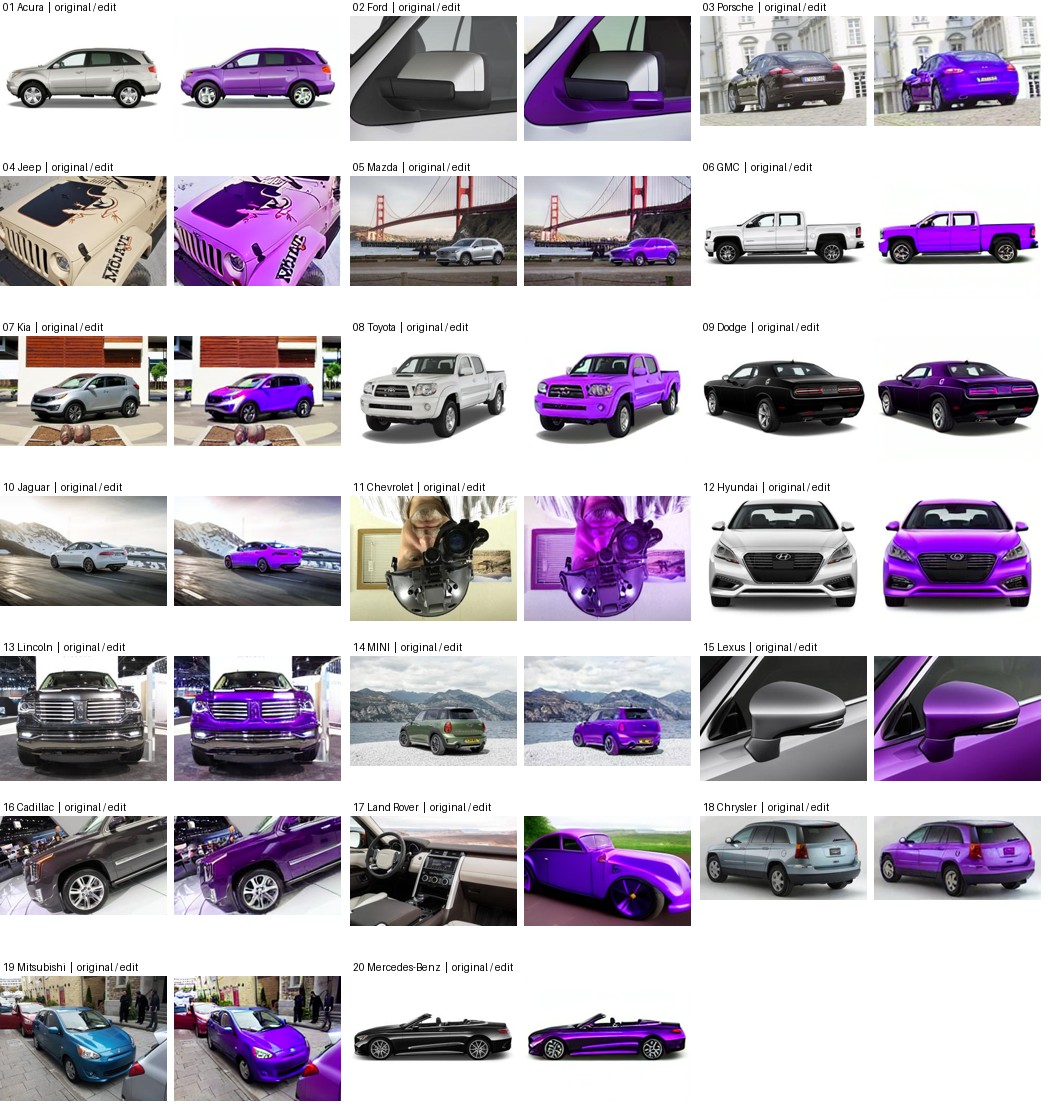 01 Acura | original / edit
02 Ford | original / edit
03 Porsche | original / edit
04 Jeep | original / edit
05 Mazda | original / edit
06 GMC | original / edit
MOJAVE
07 Kia | original / edit
08 Toyota | original / edit
09 Dodge | original / edit
10 Jaguar | original / edit
11 Chevrolet | original / edit
12 Hyundai | original / edit
13 Lincoln | original / edit
14 MINI | original / edit
15 Lexus | original / edit
16 Cadillac | original / edit
17 Land Rover | original / edit
18 Chrysler | original / edit
19 Mitsubishi | original / edit
20 Mercedes-Benz | original / edit